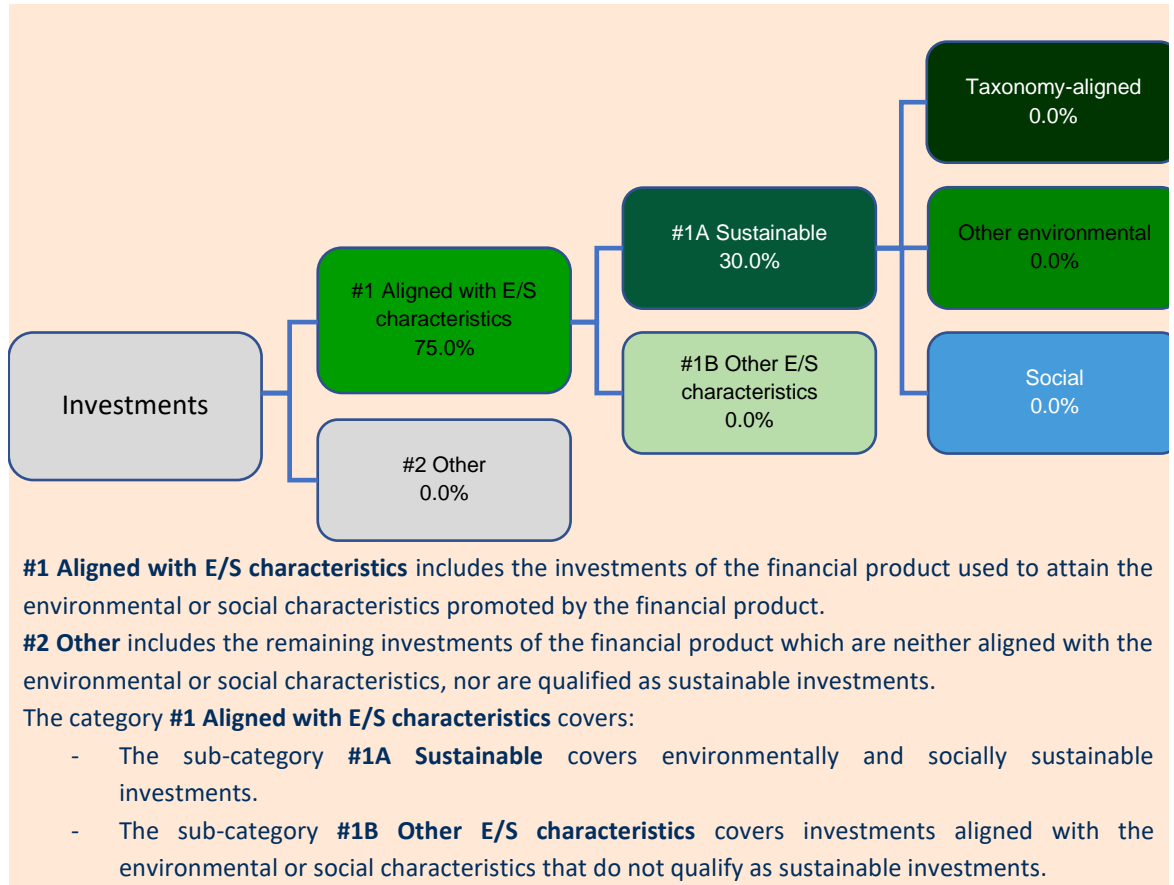 Taxonomy-aligned
0.0%
#1A Sustainable
30.0%
Other environmental
0.0%
#1 Aligned with E/S
characteristics
75.0%
#1B Other E/S
characteristics
0.0%
Social
0.0%
Investments
#2 Other
0.0%
#1 Aligned with E/S characteristics includes the investments of the financial product used to attain the
environmental or social characteristics promoted by the financial product.
#2 Other includes the remaining investments of the financial product which are neither aligned with the
environmental or social characteristics, nor are qualified as sustainable investments.
The category #1 Aligned with E/S characteristics covers:
- The sub-category #1A Sustainable covers environmentally and socially sustainable
investments.
- The sub-category #1B Other E/S characteristics covers investments aligned with the
environmental or social characteristics that do not qualify as sustainable investments.